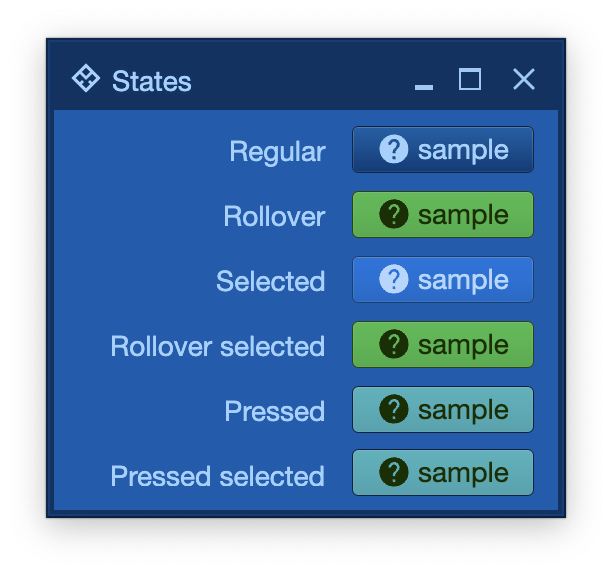 States
Regular sample
Rollover sample
Selected sample
Rollover selected sample
Pressed sample
Pressed selected sample